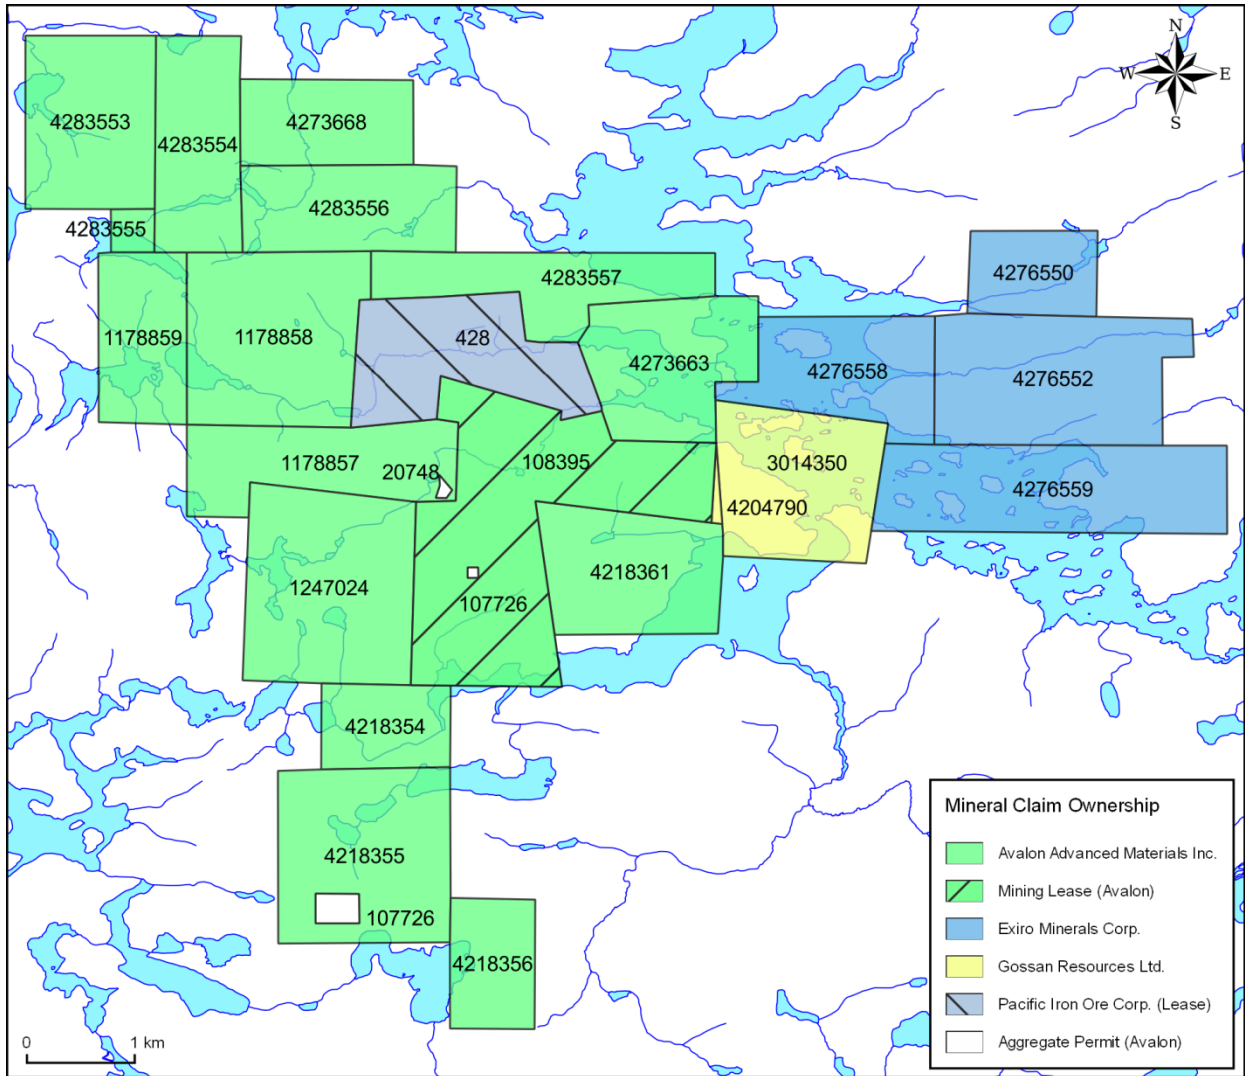 N
W E
S
4283553
4283554
4273668
4283556
4283555
4283557
4276550
1178859
1178858
428
4273663
4276558
4276552
1178857
20748
108395
3014350
4276559
4204790
1247024
107726
4218361
4218354
4218355
107726
4218356
Mineral Claim Ownership
Avalon Advanced Materials Inc.
Mining Lease (Avalon)
Exiro Minerals Corp.
Gossan Resources Ltd.
Pacific Iron Ore Corp. (Lease)
Aggregate Permit (Avalon)
0 1 km